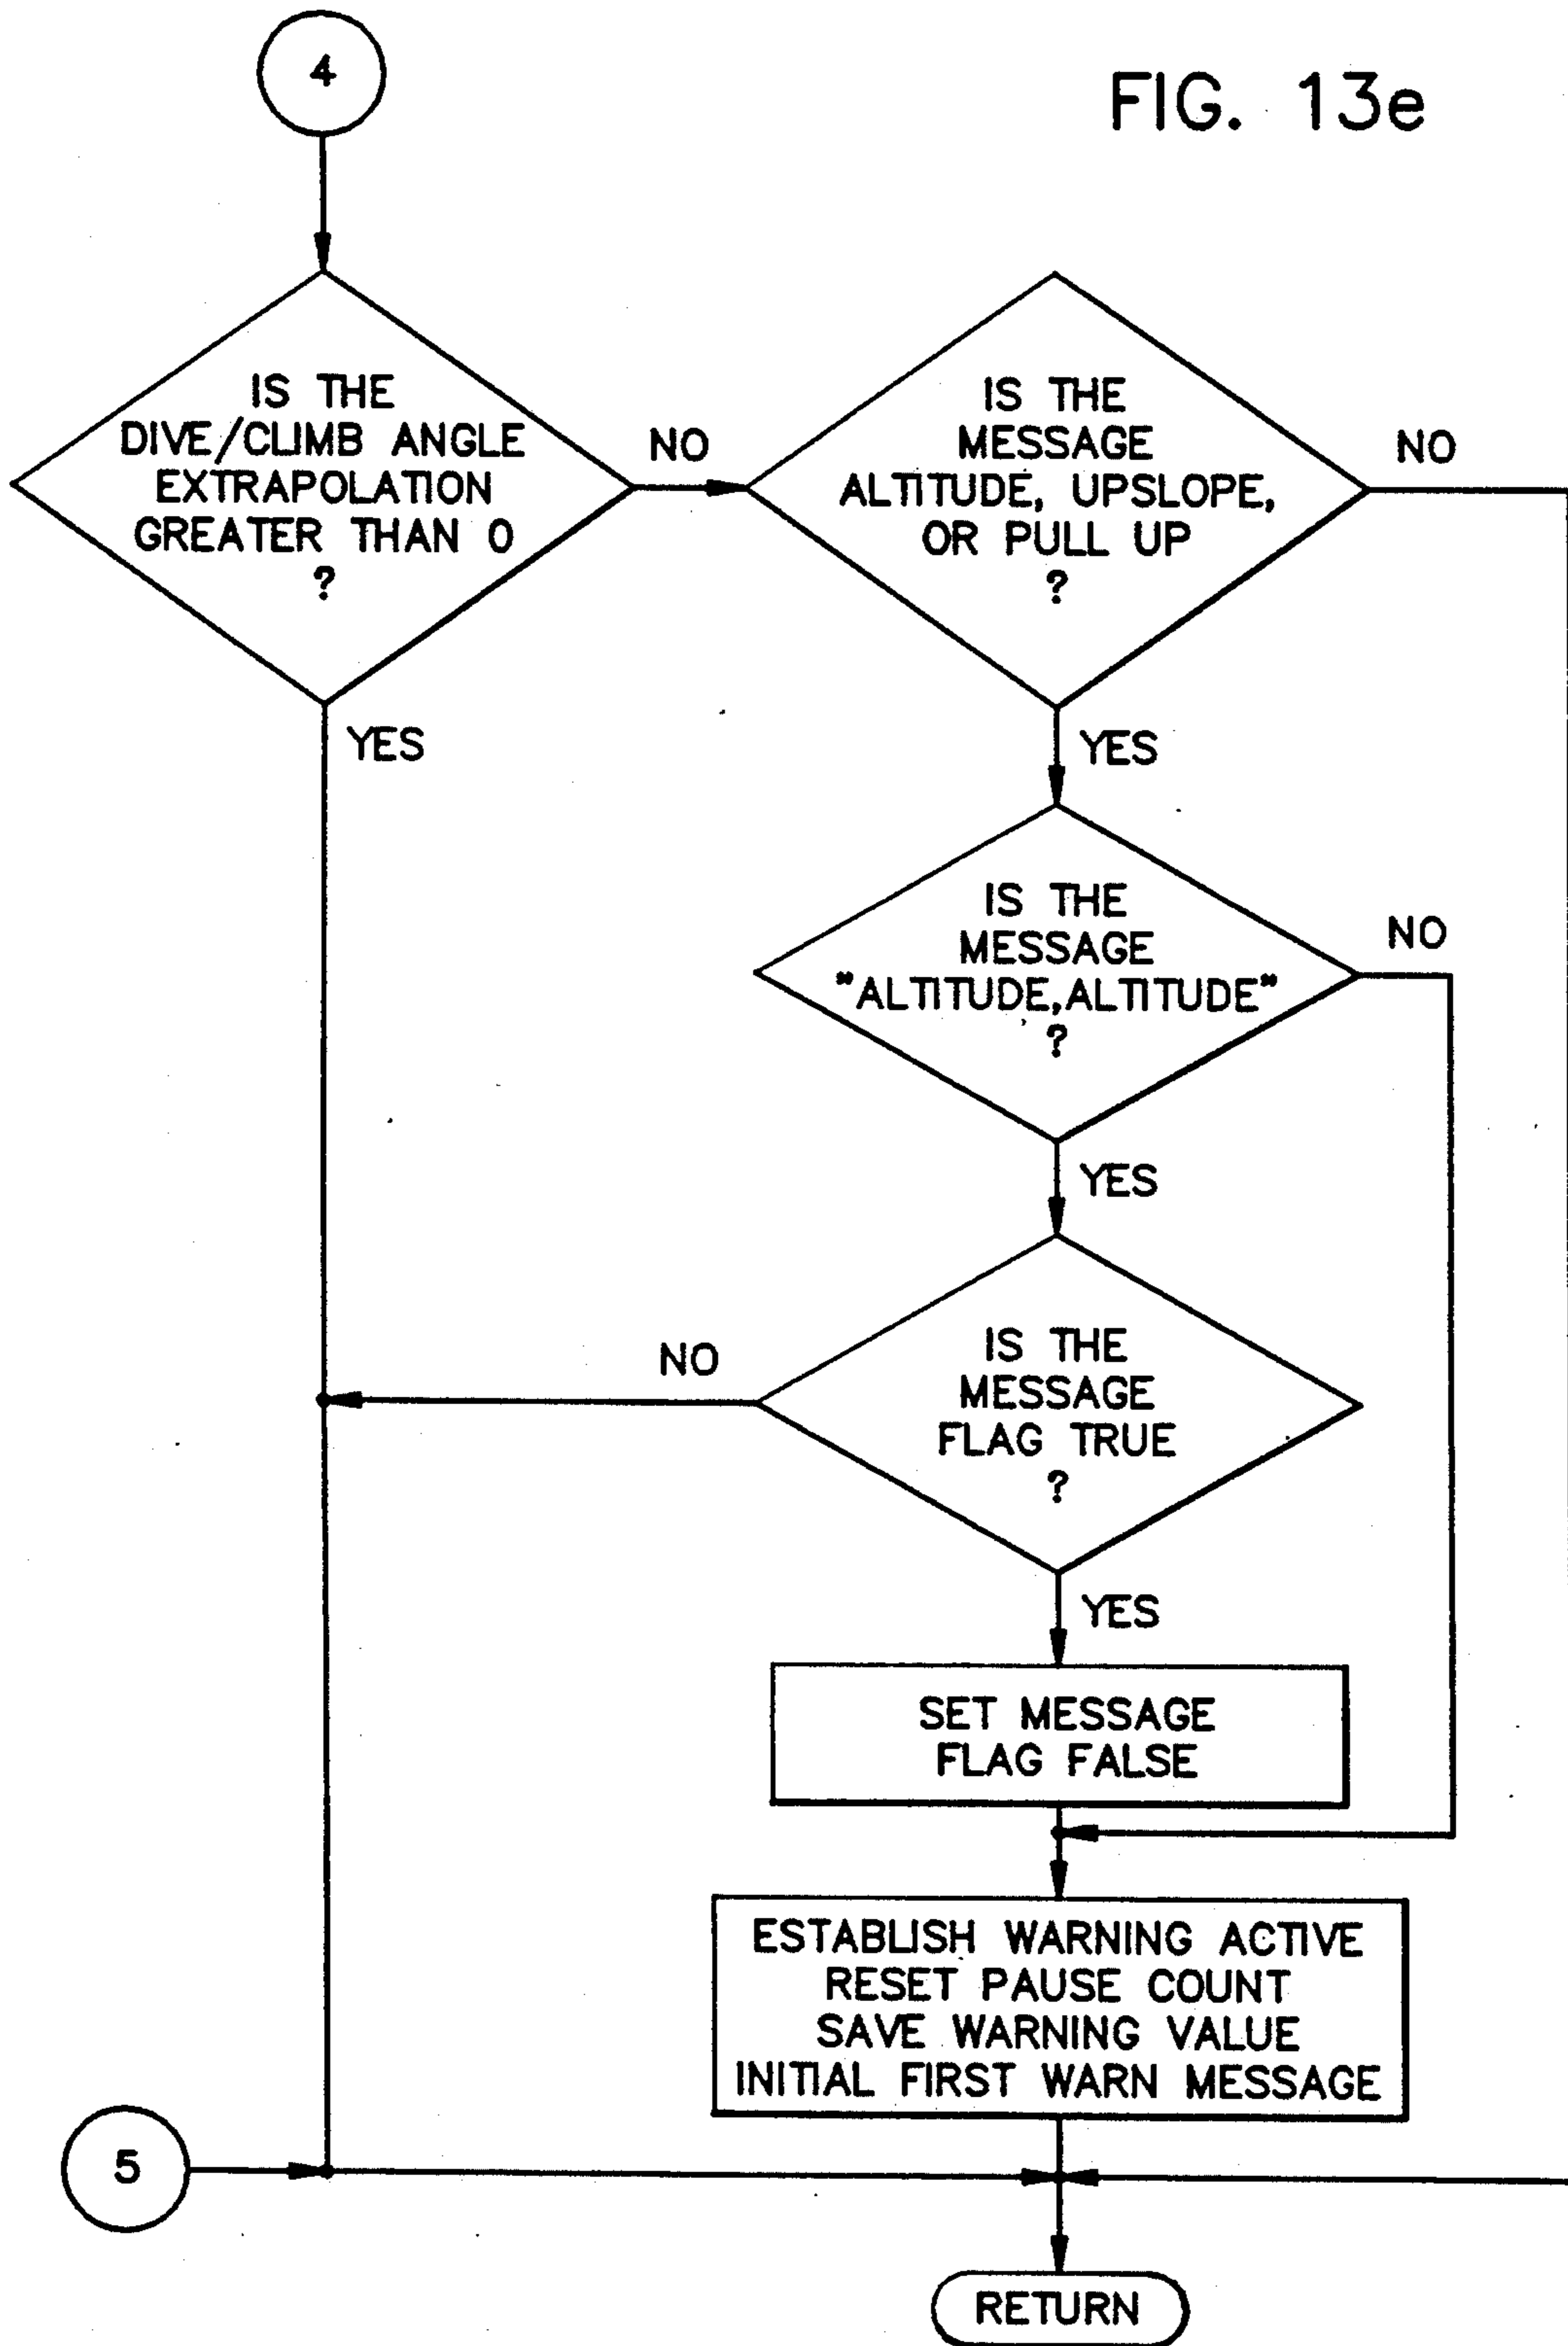 4
FIG. 13e
IS THE
DIVE/CLIMB ANGLE
EXTRAPOLATION
GREATER THAN 0
?
NO
IS THE
MESSAGE
ALTITUDE, UPSLOPE,
OR PULL UP
?
NO
YES
YES
IS THE
MESSAGE
"ALTITUDE,ALTITUDE"
?
NO
YES
NO
IS THE
MESSAGE
FLAG TRUE
?
YES
SET MESSAGE
FLAG FALSE
ESTABLISH WARNING ACTIVE
RESET PAUSE COUNT
SAVE WARNING VALUE
INITIAL FIRST WARN MESSAGE
5
RETURN